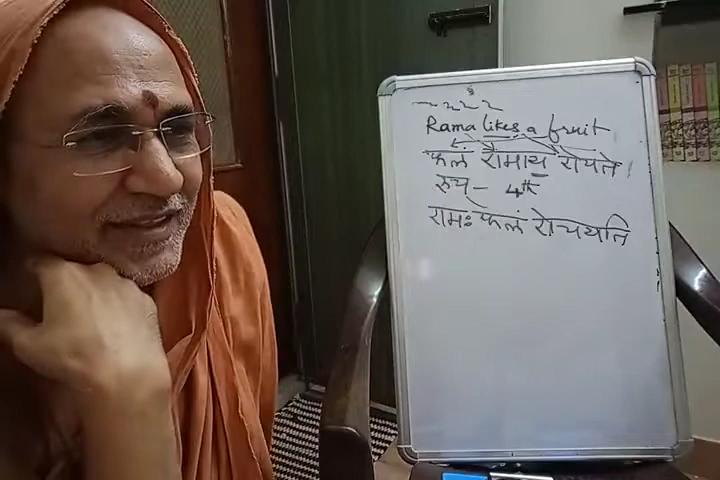 Rama likes a fruit
फलं रामाय रोचते
रुच् - 4th
रामः फलं रोचयति